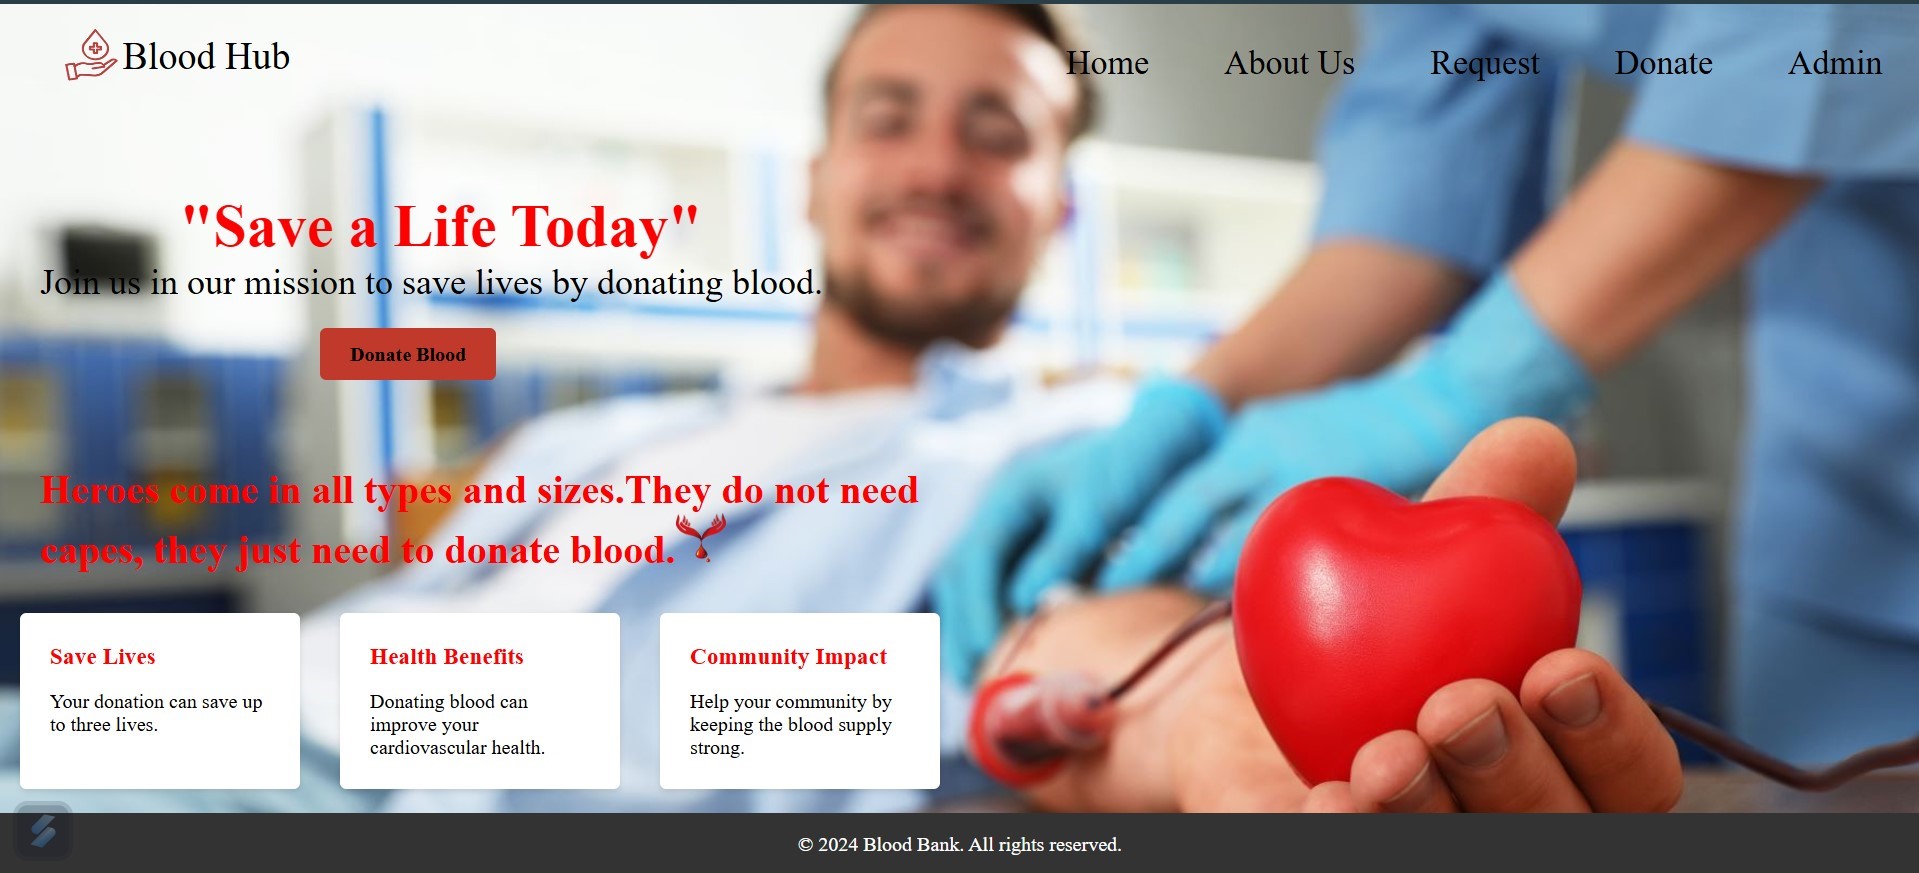 Blood Hub
Home About Us Request Donate Admin
"Save a Life Today"
Join us in our mission to save lives by donating blood.
Donate Blood
Heroes come in all types and sizes.They do not need
capes, they just need to donate blood.
Save Lives
Your donation can save up
to three lives.
Health Benefits
Donating blood can
improve your
cardiovascular health.
Community Impact
Help your community by
keeping the blood supply
strong.
© 2024 Blood Bank. All rights reserved.